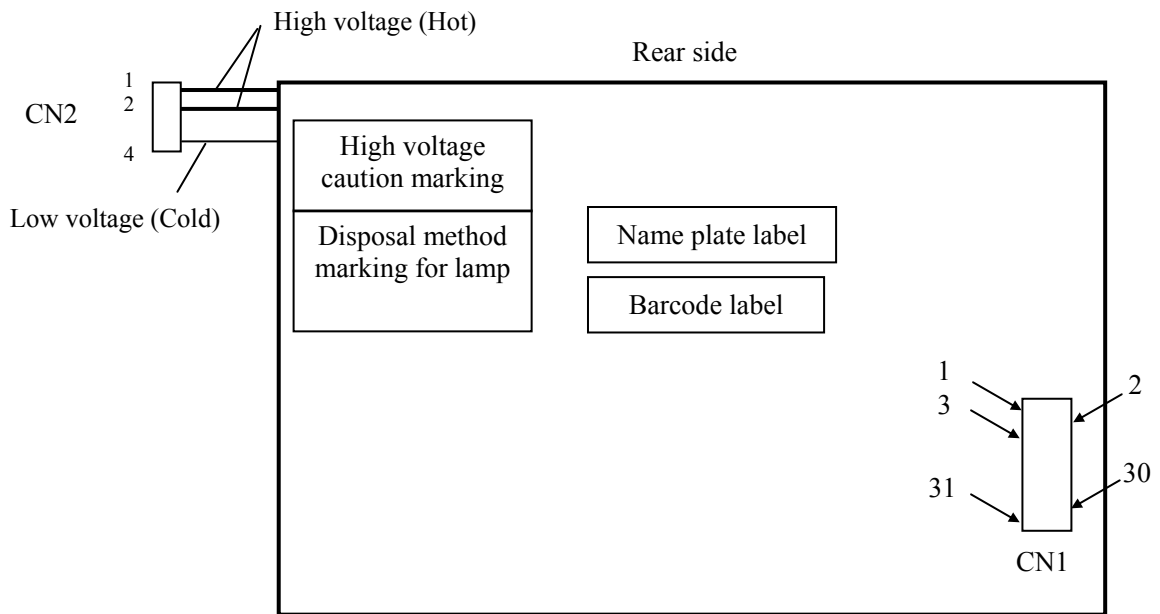 High voltage (Hot)
Rear side
1
2
CN2
4
Low voltage (Cold)
High voltage
caution marking
Disposal method
marking for lamp
Name plate label
Barcode label
1
2
3
31
30
CN1